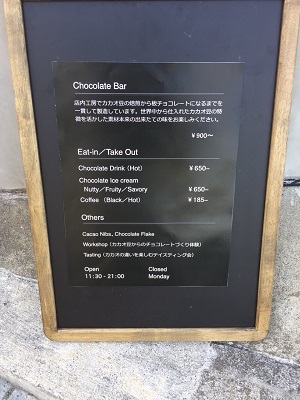 Chocolate Bar
店内工房でカカオ豆の焙煎から板チョコレートになるまでを
一貫して製造しています。世界中から仕入れたカカオ豆の特
徴を活かした素材本来の出来たての味をお楽しみください。
¥900〜
Eat-in／Take Out
Chocolate Drink (Hot) ¥650–
Chocolate Ice cream
Nutty／Fruity／Savory ¥650–
Coffee （Black／Hot） ¥185–
Others
Cacao Nibs, Chocolate Flake
Workshop (カカオ豆からのチョコレートづくり体験)
Tasting (カカオの違いを楽しむテイスティング会)
Open Closed
11:30 - 21:00 Monday